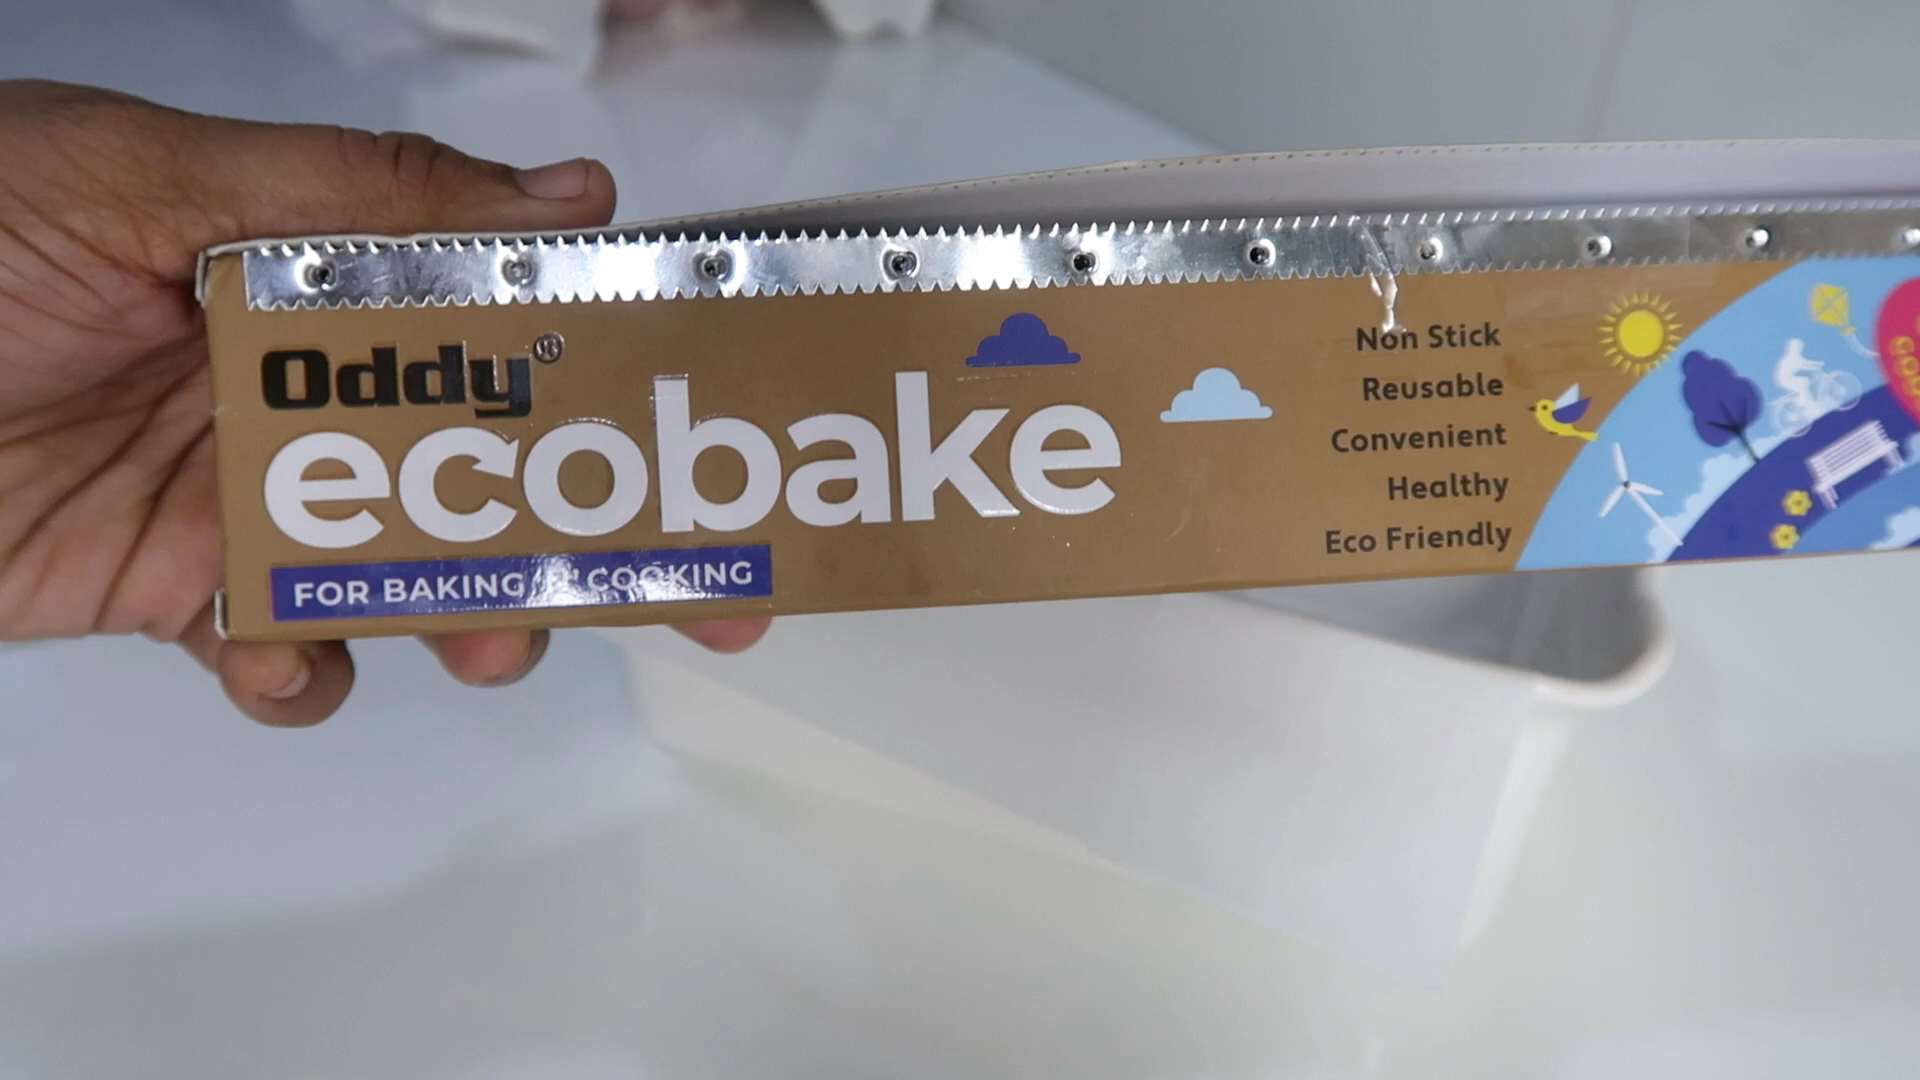 Oddy®
ecobake
FOR BAKING N' COOKING
Non Stick
Reusable
Convenient
Healthy
Eco Friendly